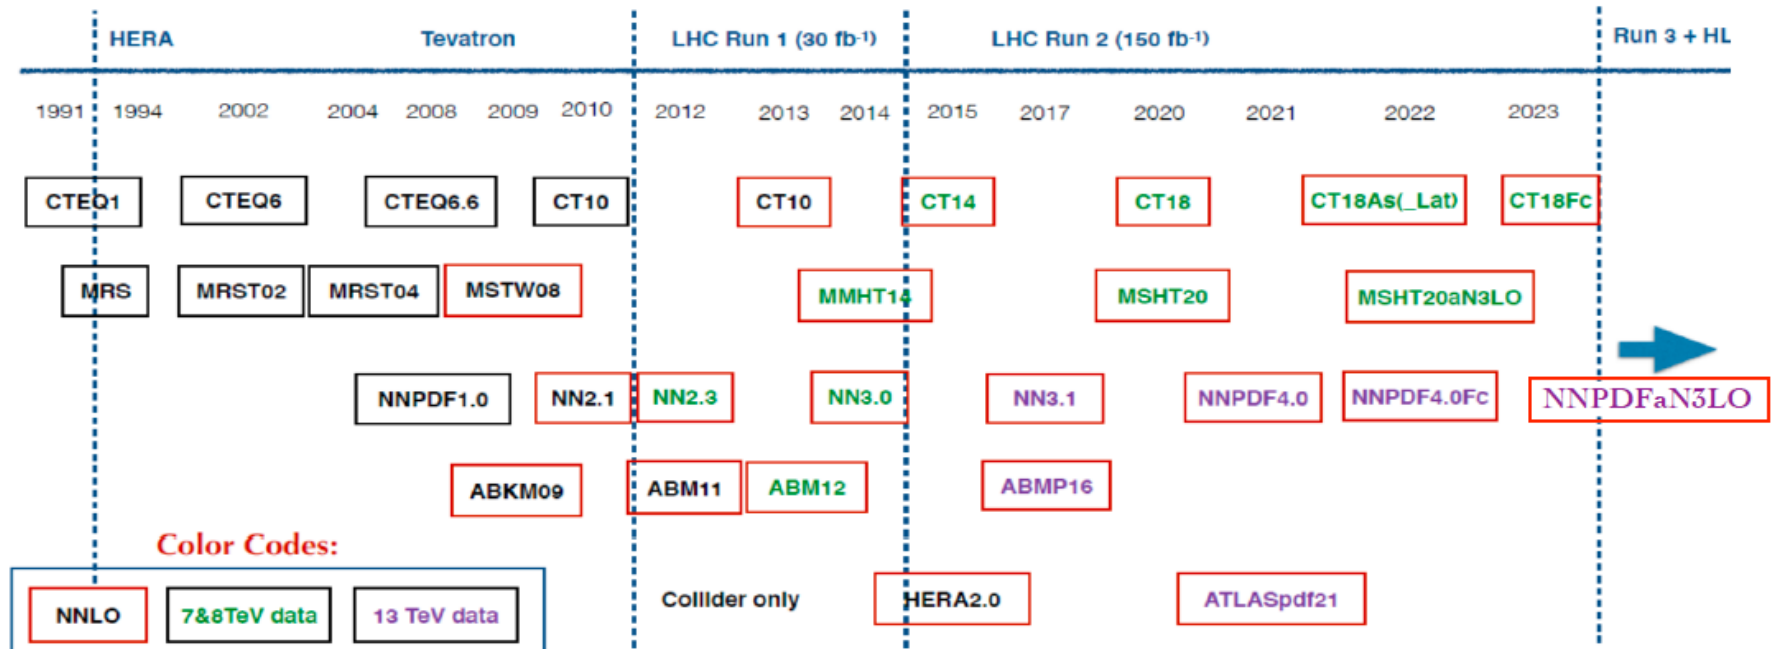 HERA Tevatron LHC Run 1 (30 fb-1) LHC Run 2 (150 fb-1) Run 3 + HL
1991 1994 2002 2004 2008 2009 2010 2012 2013 2014 2015 2017 2020 2021 2022 2023
CTEQ1 CTEQ6 CTEQ6.6 CT10 CT10 CT14 CT18 CT18As(_Lat) CT18Fc
MRS MRST02 MRST04 MSTW08 MMHT14 MSHT20 MSHT20aN3LO
NNPDF1.0 NN2.1 NN2.3 NN3.0 NN3.1 NNPDF4.0 NNPDF4.0Fc NNPDFaN3LO
ABKM09 ABM11 ABM12 ABMP16
Color Codes:
NNLO 7&8TeV data 13 TeV data Collider only HERA2.0 ATLASpdf21